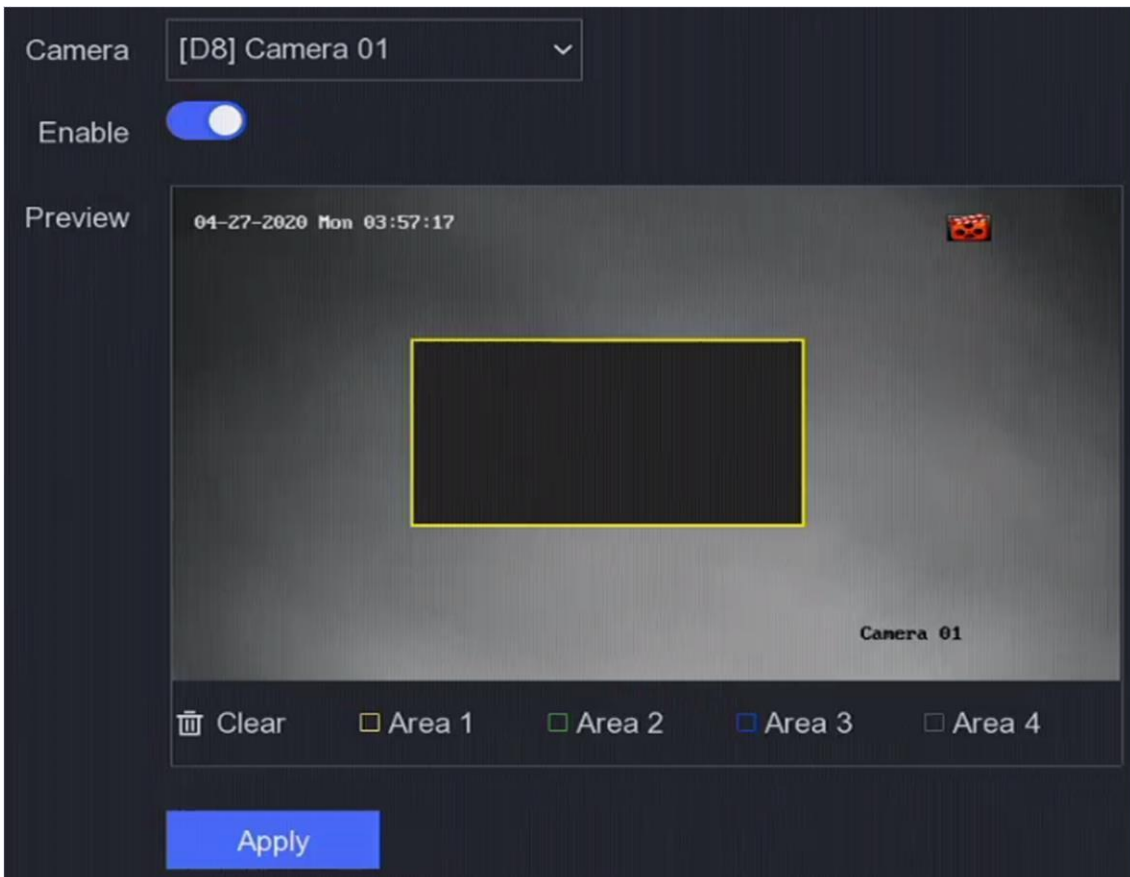 Camera [D8] Camera 01
Enable
Preview
04-27-2020 Mon 03:57:17
Camera 01
Clear Area 1 Area 2 Area 3 Area 4
Apply